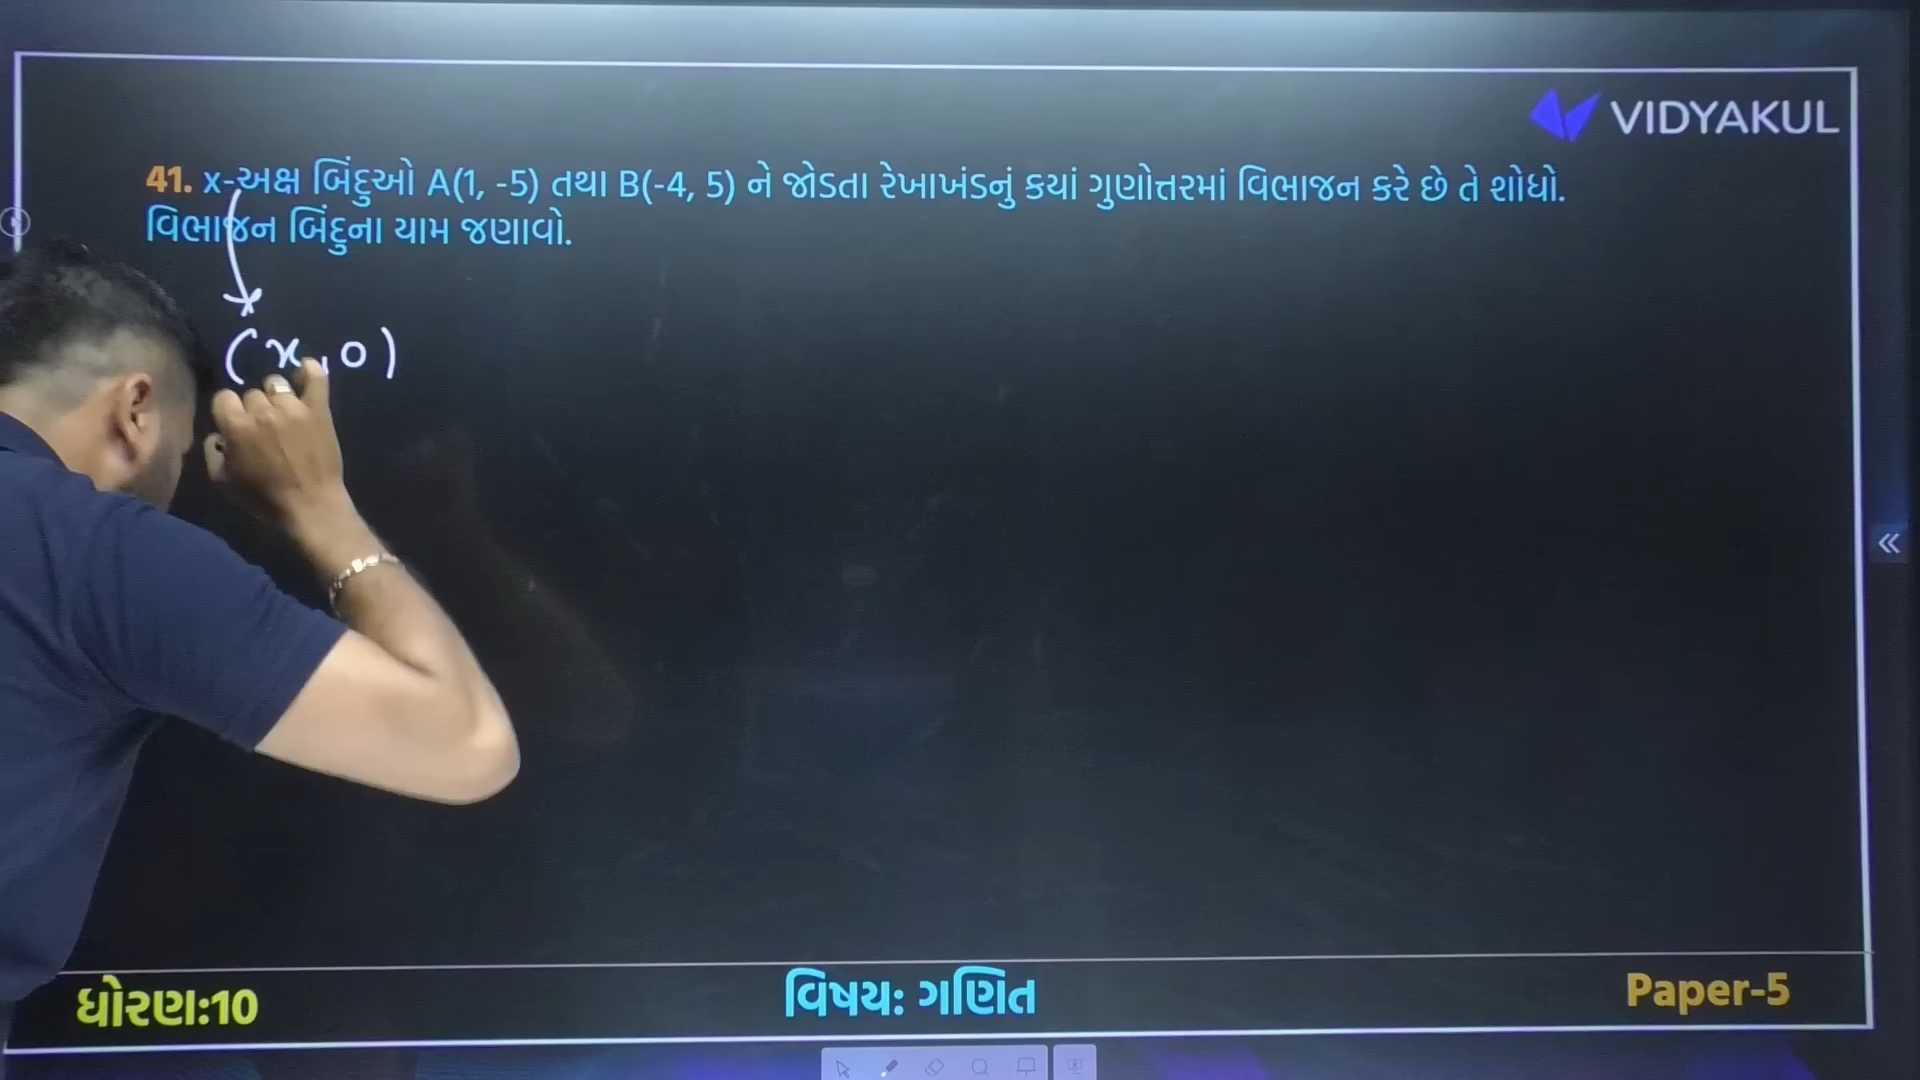 VIDYAKUL
41. x-અક્ષ બિંદુઓ A(1, -5) તથા B(-4, 5) ને જોડતા રેખાખંડનું કયાં ગુણોત્તરમાં વિભાજન કરે છે તે શોધો.
વિભાજન બિંદુના યામ જણાવો.
(x, 0)
ધોરણ:10
વિષય: ગણિત
Paper-5